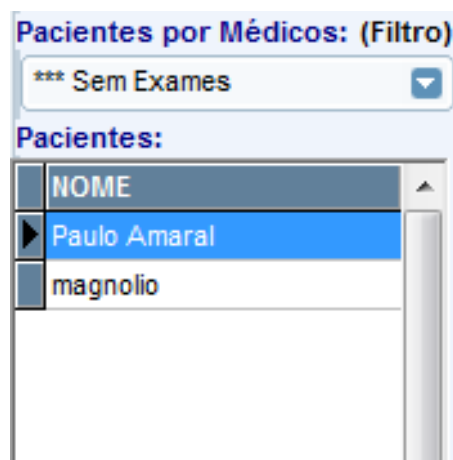 Pacientes por Médicos: (Filtro)
*** Sem Exames
Pacientes:
NOME
Paulo Amaral
magnolio